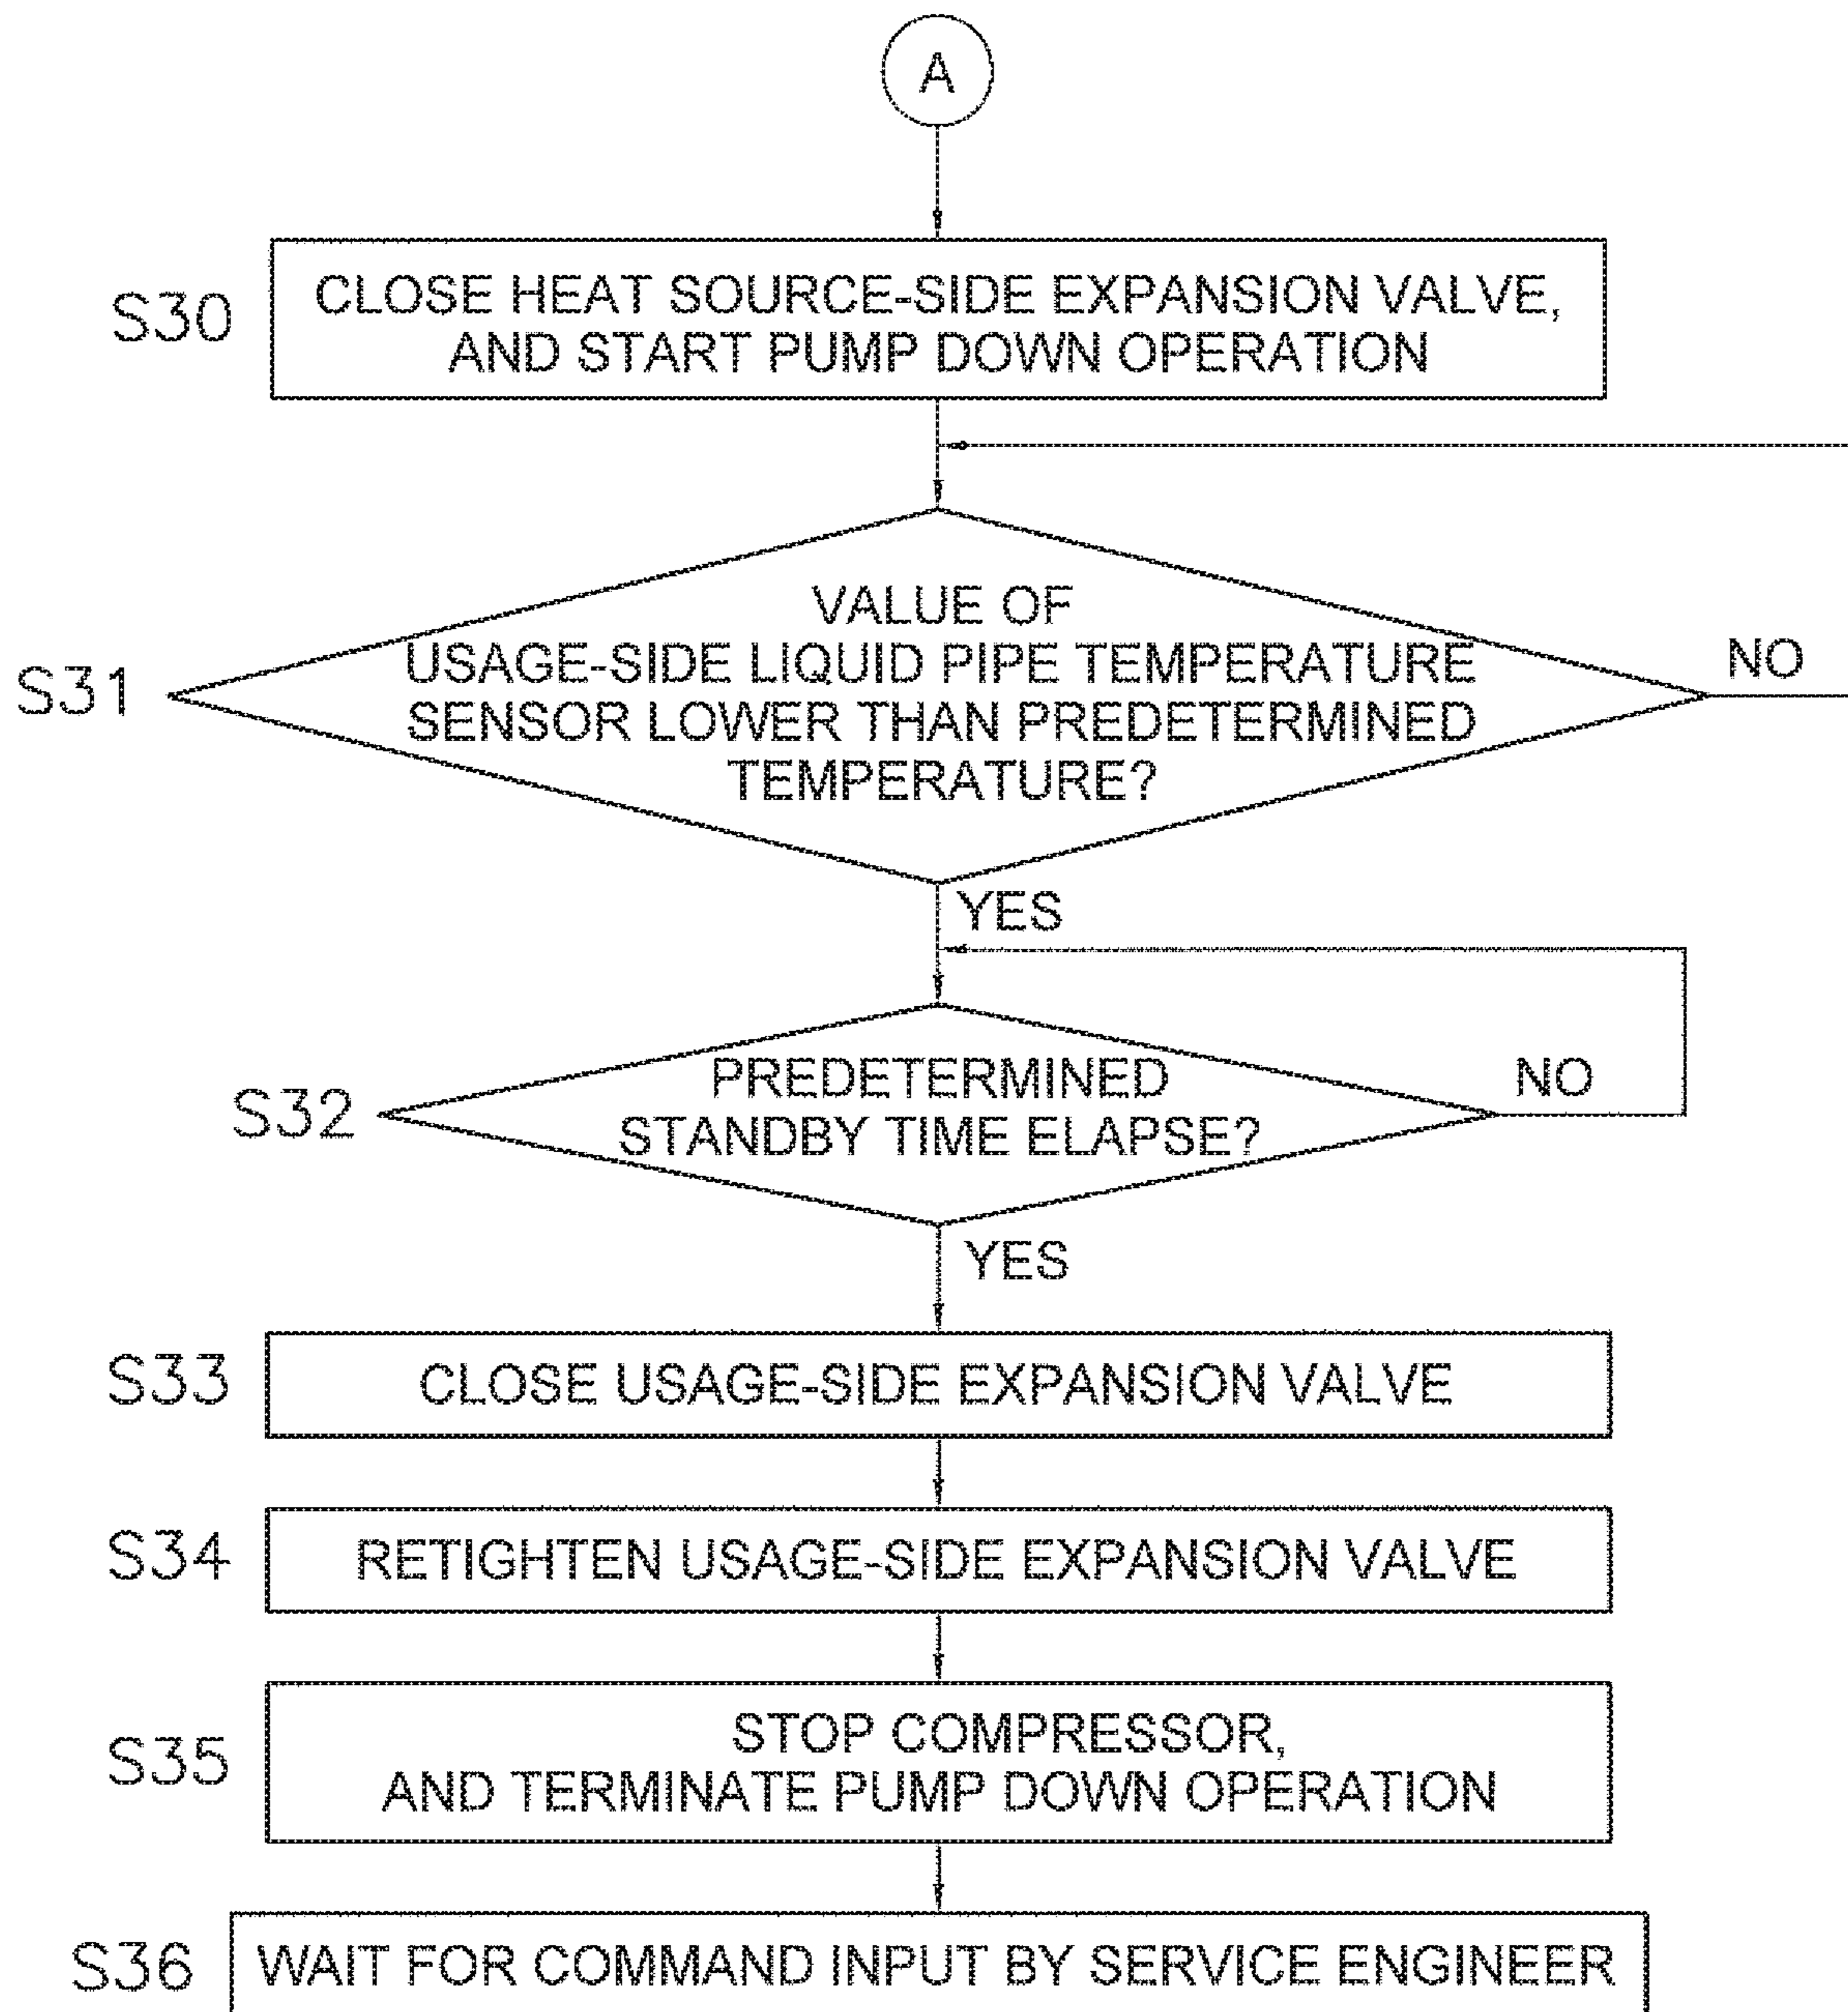 A
S30
CLOSE HEAT SOURCE-SIDE EXPANSION VALVE,
AND START PUMP DOWN OPERATION
S31
VALUE OF
USAGE-SIDE LIQUID PIPE TEMPERATURE
SENSOR LOWER THAN PREDETERMINED
TEMPERATURE?
NO
YES
S32
PREDETERMINED
STANDBY TIME ELAPSE?
NO
YES
S33
CLOSE USAGE-SIDE EXPANSION VALVE
S34
RETIGHTEN USAGE-SIDE EXPANSION VALVE
S35
STOP COMPRESSOR,
AND TERMINATE PUMP DOWN OPERATION
S36
WAIT FOR COMMAND INPUT BY SERVICE ENGINEER